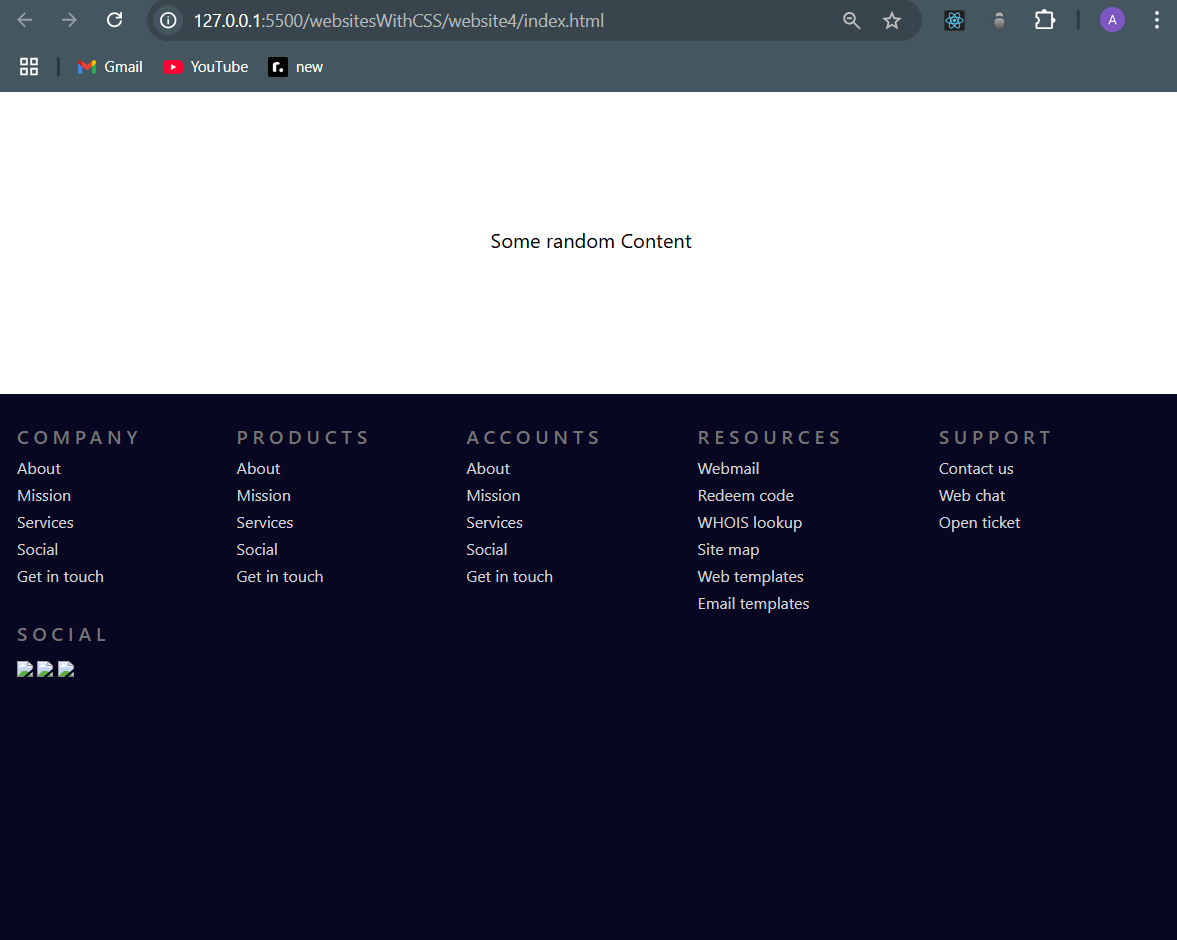 127.0.0.1:5500/websitesWithCSS/website4/index.html
A
Gmail
YouTube
r.
new
Some random Content
COMPANY
About
Mission
Services
Social
Get in touch
PRODUCTS
About
Mission
Services
Social
Get in touch
ACCOUNTS
About
Mission
Services
Social
Get in touch
RESOURCES
Webmail
Redeem code
WHOIS lookup
Site map
Web templates
Email templates
SUPPORT
Contact us
Web chat
Open ticket
SOCIAL